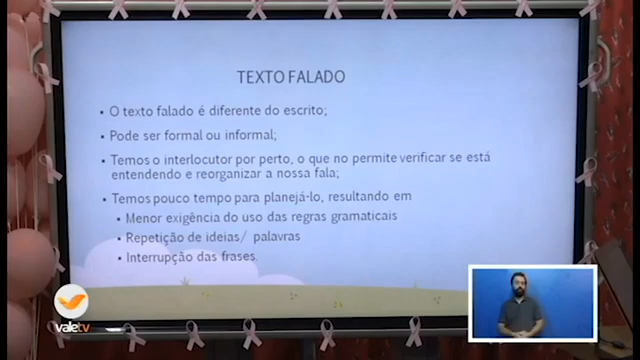 TEXTO FALADO
• O texto falado é diferente do escrito;
• Pode ser formal ou informal;
• Temos o interlocutor por perto, o que no permite verificar se está
entendendo e reorganizar a nossa fala;
• Temos pouco tempo para planejá-lo, resultando em
• Menor exigência do uso das regras gramaticais
• Repetição de ideias/ palavras
• Interrupção das frases.
valetv